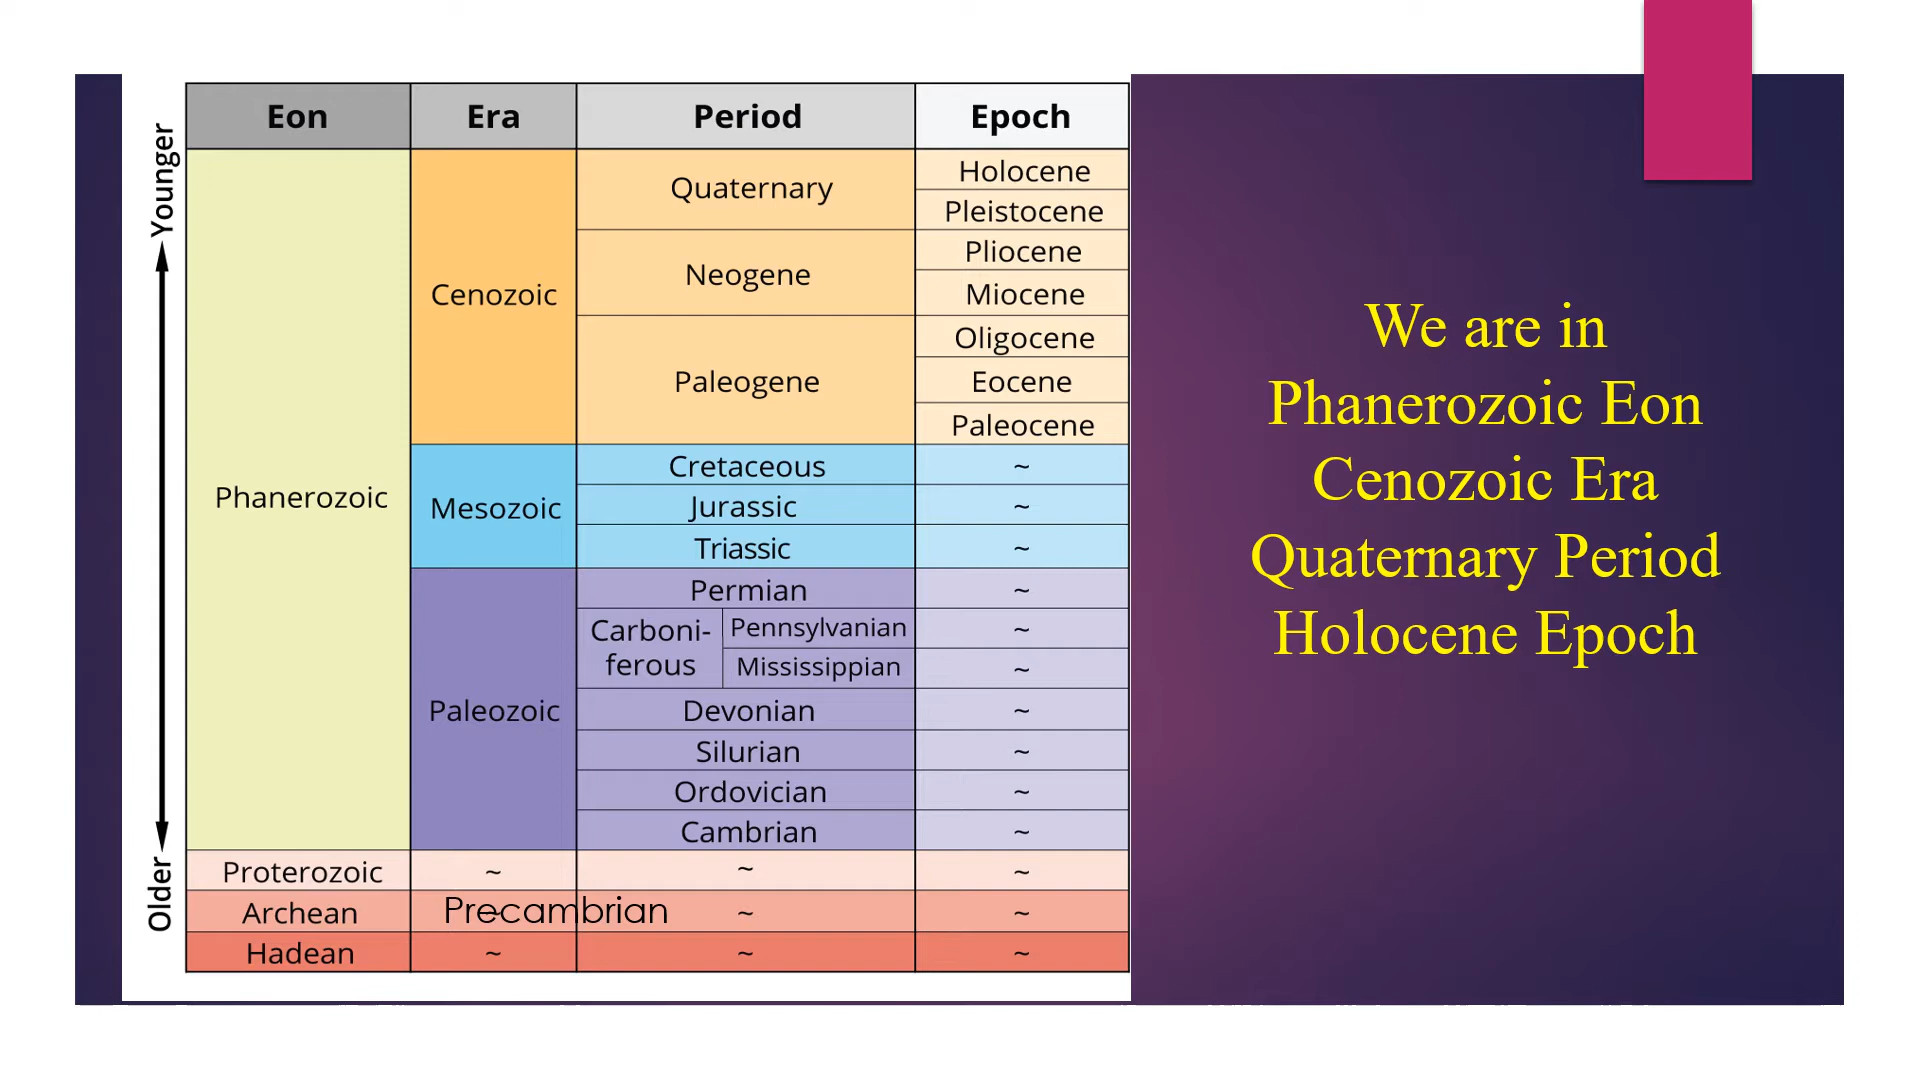 Eon Era Period Epoch
Younger
Older
Phanerozoic
Cenozoic
Quaternary
Holocene
Pleistocene
Neogene
Pliocene
Miocene
Paleogene
Oligocene
Eocene
Paleocene
Mesozoic
Cretaceous ~
Jurassic ~
Triassic ~
Paleozoic
Permian ~
Carboni-
ferous
Pennsylvanian ~
Mississippian ~
Devonian ~
Silurian ~
Ordovician ~
Cambrian ~
Proterozoic ~ ~ ~
Archean ~ Precambrian ~ ~
Hadean ~ ~ ~
We are in
Phanerozoic Eon
Cenozoic Era
Quaternary Period
Holocene Epoch